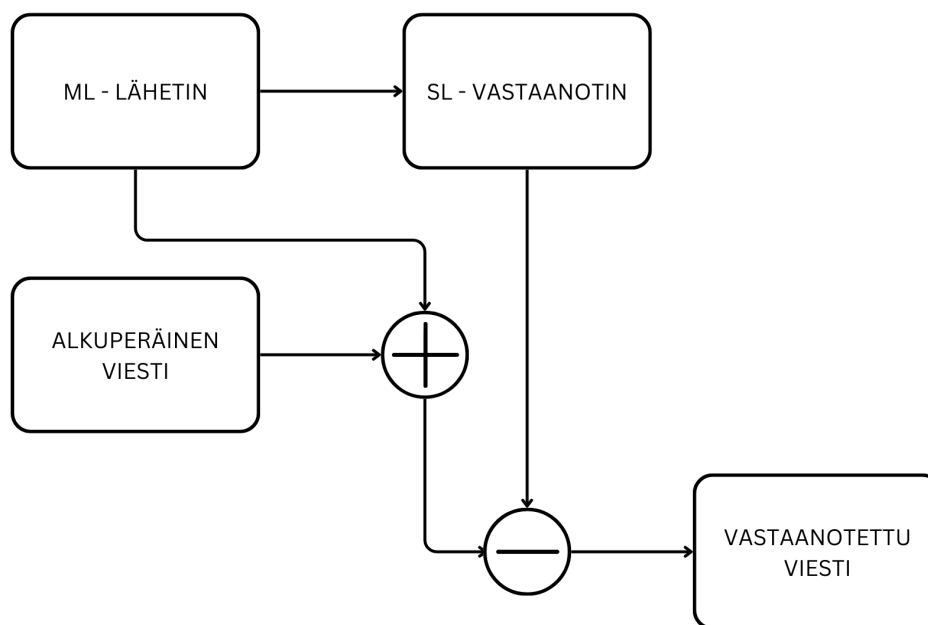 ML - LÄHETIN
SL - VASTAANOTIN
ALKUPERÄINEN
VIESTI
VASTAANOTETTU
VIESTI